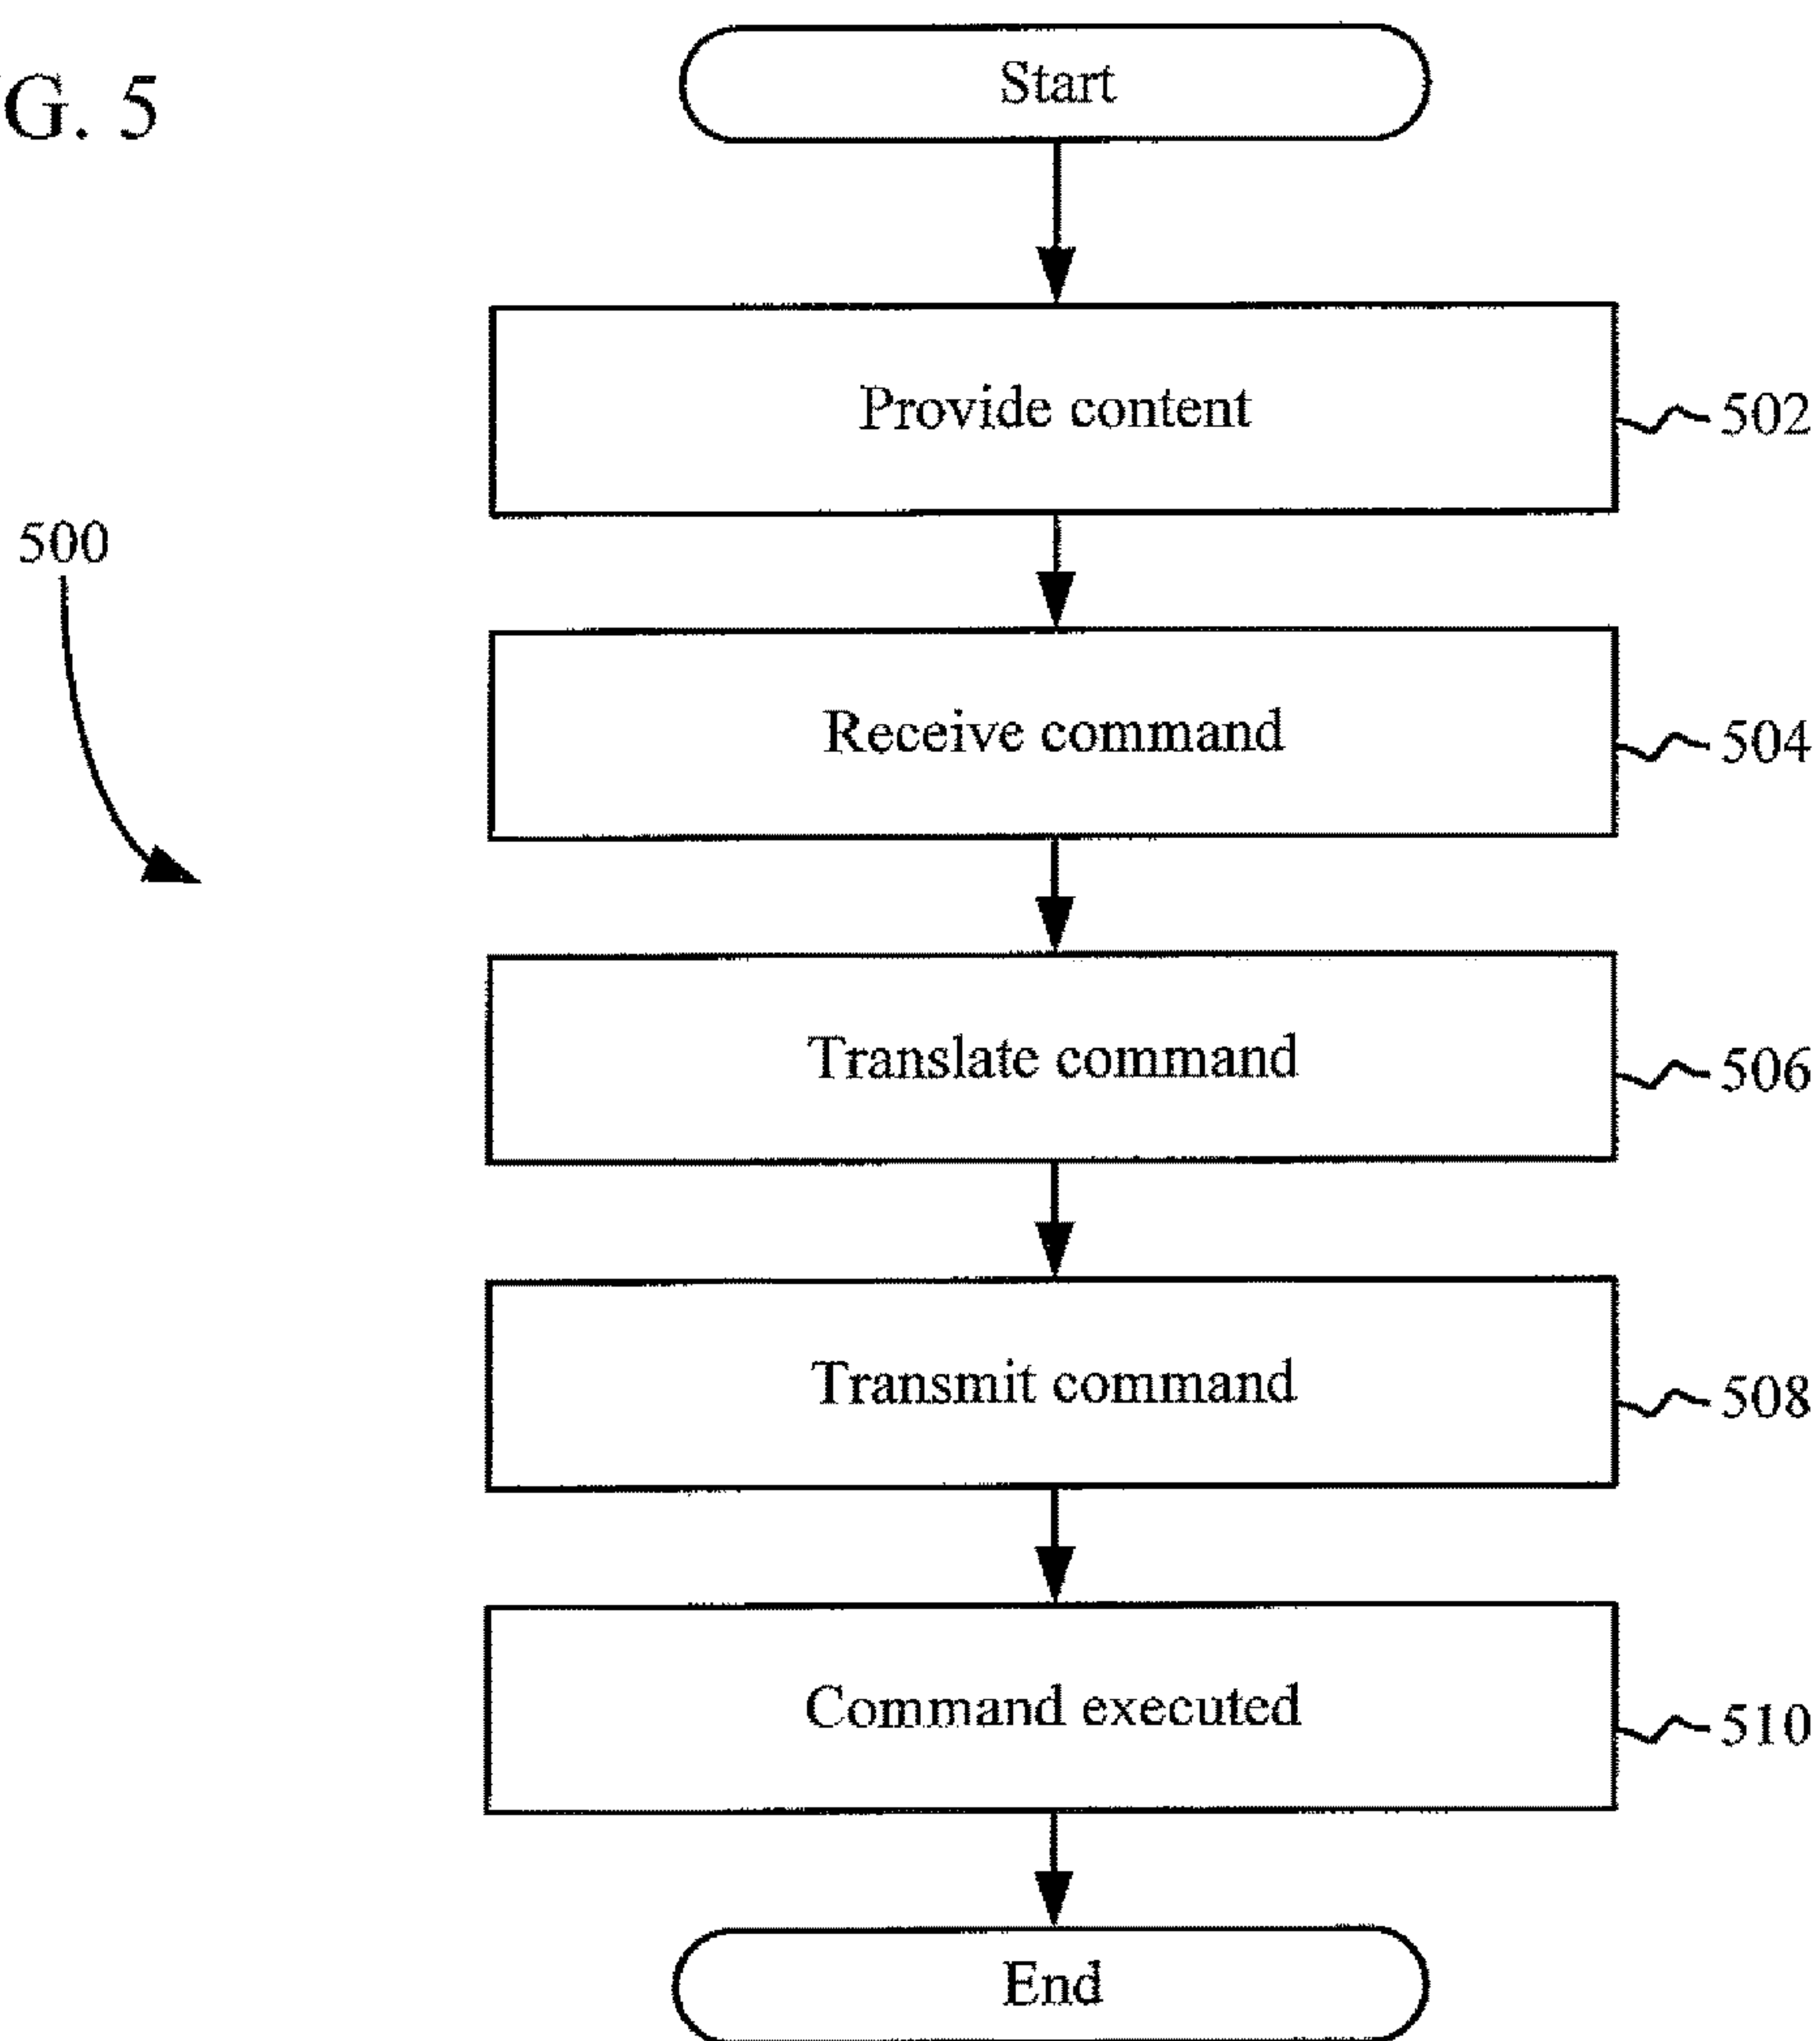 G. 5
Start
Provide content
502
500
Receive command
504
Translate command
506
Transmit command
508
Command executed
510
End